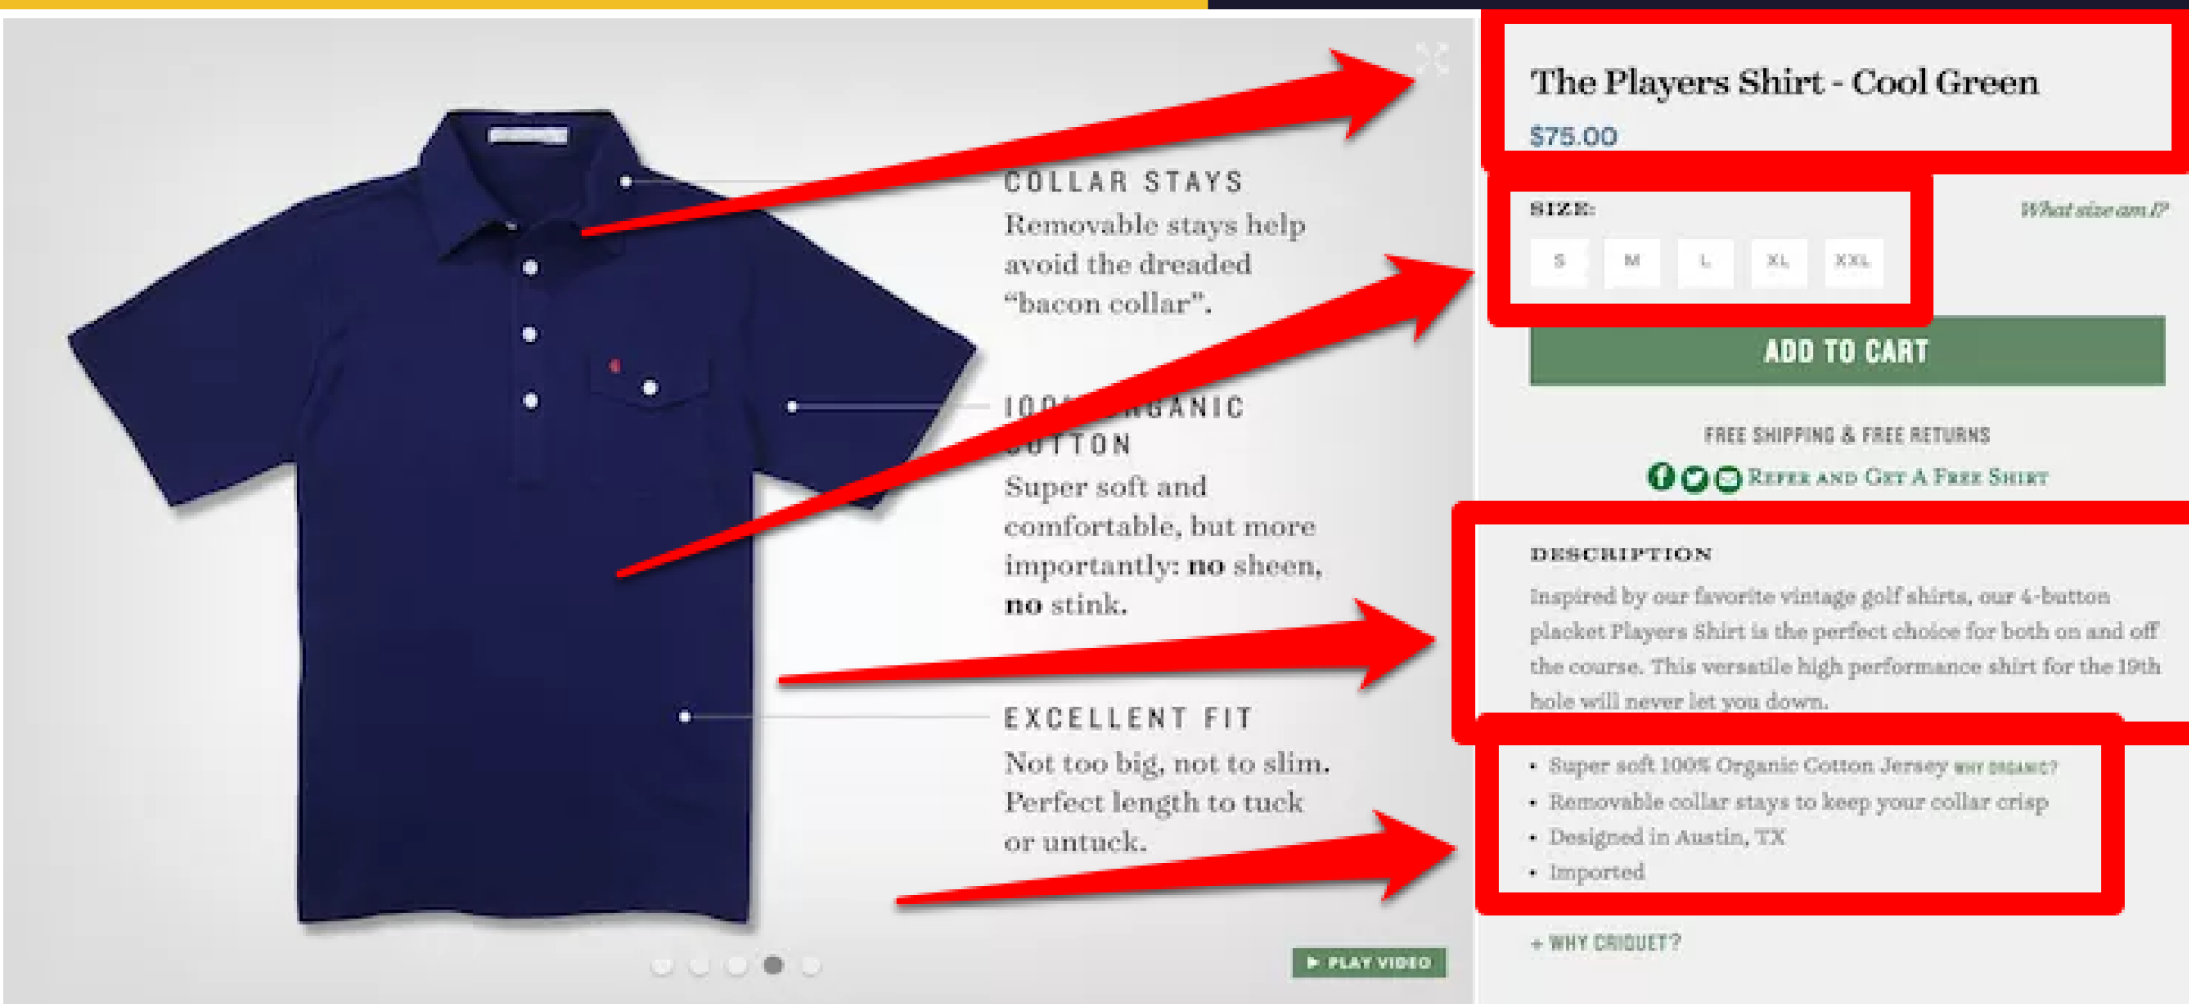 COLLAR STAYS
Removable stays help
avoid the dreaded
“bacon collar”.
100% ORGANIC
COTTON
Super soft and
comfortable, but more
importantly: no sheen,
no stink.
EXCELLENT FIT
Not too big, not to slim.
Perfect length to tuck
or untuck.
PLAY VIDEO
The Players Shirt - Cool Green
$75.00
SIZE:
What size am I?
S M L XL XXL
ADD TO CART
FREE SHIPPING & FREE RETURNS
REFER AND GET A FREE SHIRT
DESCRIPTION
Inspired by our favorite vintage golf shirts, our 4-button
placket Players Shirt is the perfect choice for both on and off
the course. This versatile high performance shirt for the 19th
hole will never let you down.
• Super soft 100% Organic Cotton Jersey WHY ORGANIC?
• Removable collar stays to keep your collar crisp
• Designed in Austin, TX
• Imported
+ WHY CRIQUET?